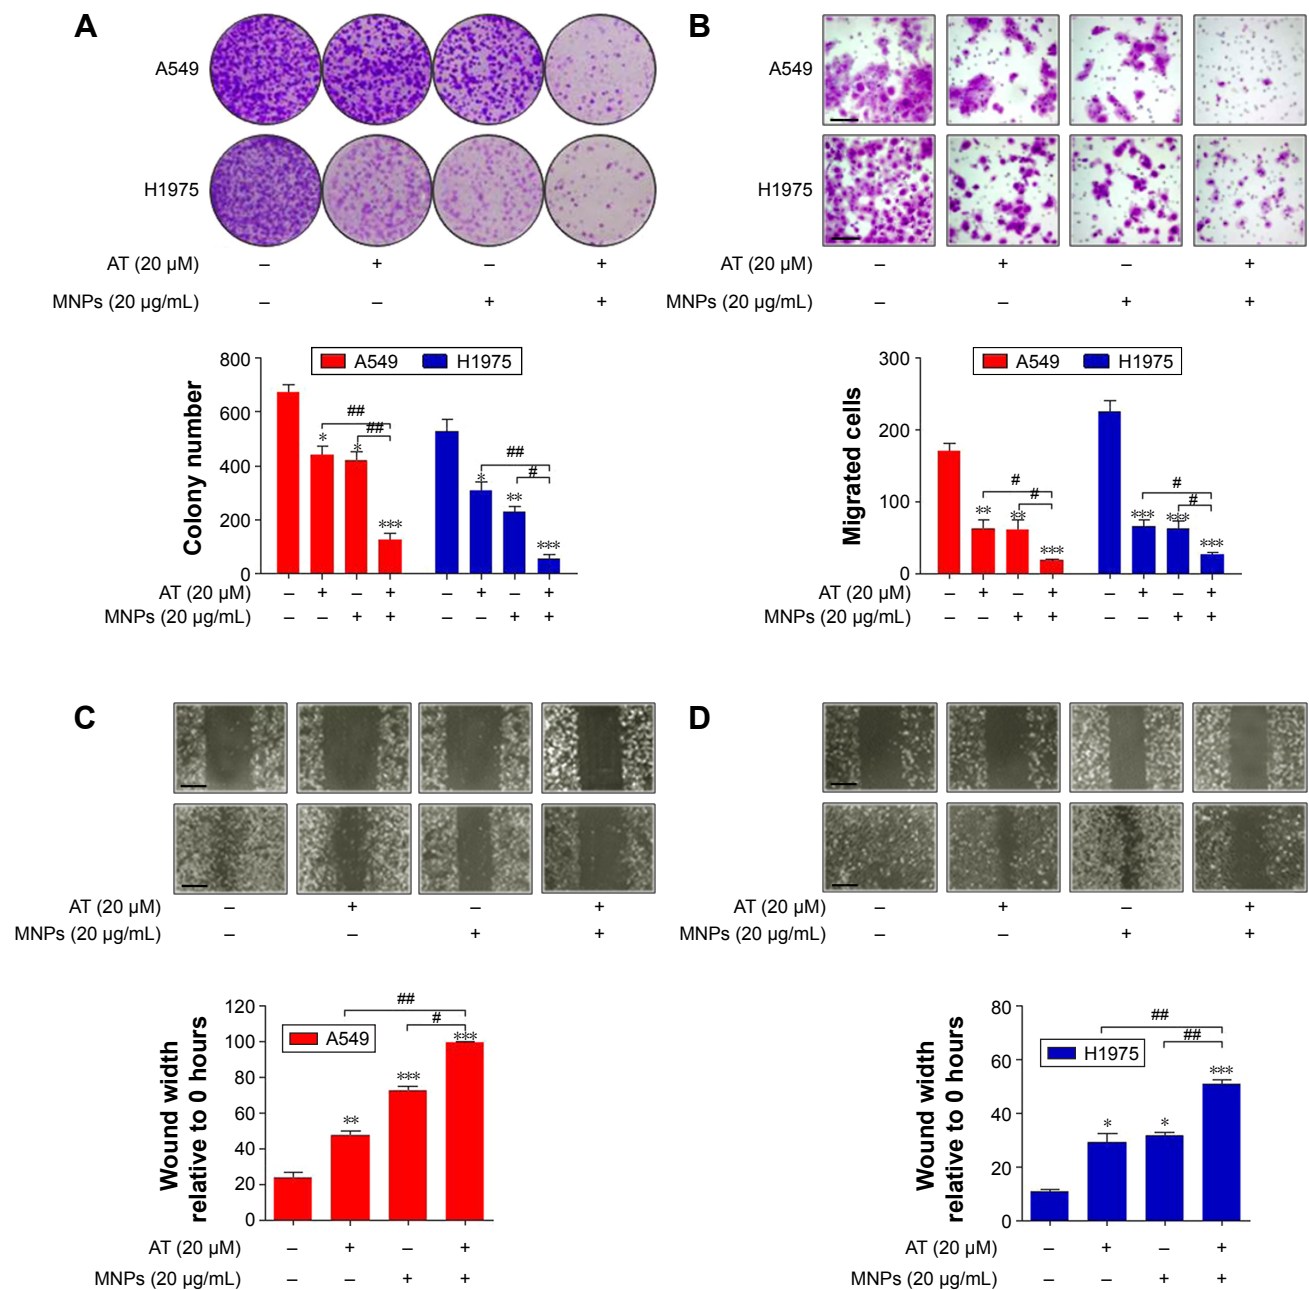 A
A549
H1975
AT (20 µM) – + – +
MNPs (20 µg/mL) – – + +
800
600
400
200
0
Colony number
A549 H1975
* * ## ## ***
* ** ## # ***
AT (20 µM) – + – + – + – +
MNPs (20 µg/mL) – – + + – – + +
B
A549
H1975
AT (20 µM) – + – +
MNPs (20 µg/mL) – – + +
300
200
100
0
Migrated cells
A549 H1975
** ** # # ***
*** *** # # ***
AT (20 µM) – + – + – + – +
MNPs (20 µg/mL) – – + + – – + +
C
AT (20 µM) – + – +
MNPs (20 µg/mL) – – + +
120
100
80
60
40
20
0
Wound width
relative to 0 hours
A549
** *** ## # ***
AT (20 µM) – + – +
MNPs (20 µg/mL) – – + +
D
AT (20 µM) – + – +
MNPs (20 µg/mL) – – + +
80
60
40
20
0
Wound width
relative to 0 hours
H1975
* * ## ## ***
AT (20 µM) – + – +
MNPs (20 µg/mL) – – + +